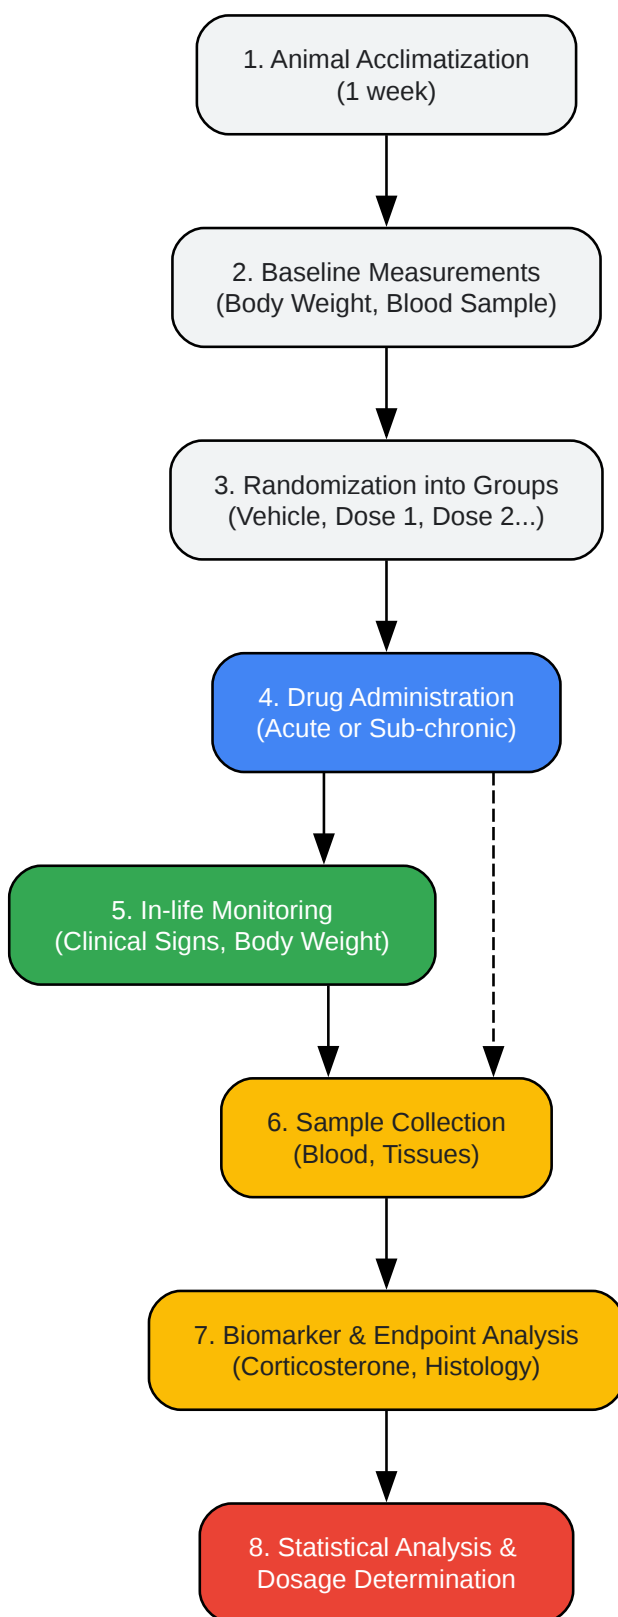 1. Animal Acclimatization
(1 week)
2. Baseline Measurements
(Body Weight, Blood Sample)
3. Randomization into Groups
(Vehicle, Dose 1, Dose 2...)
4. Drug Administration
(Acute or Sub-chronic)
5. In-life Monitoring
(Clinical Signs, Body Weight)
6. Sample Collection
(Blood, Tissues)
7. Biomarker & Endpoint Analysis
(Corticosterone, Histology)
8. Statistical Analysis &
Dosage Determination